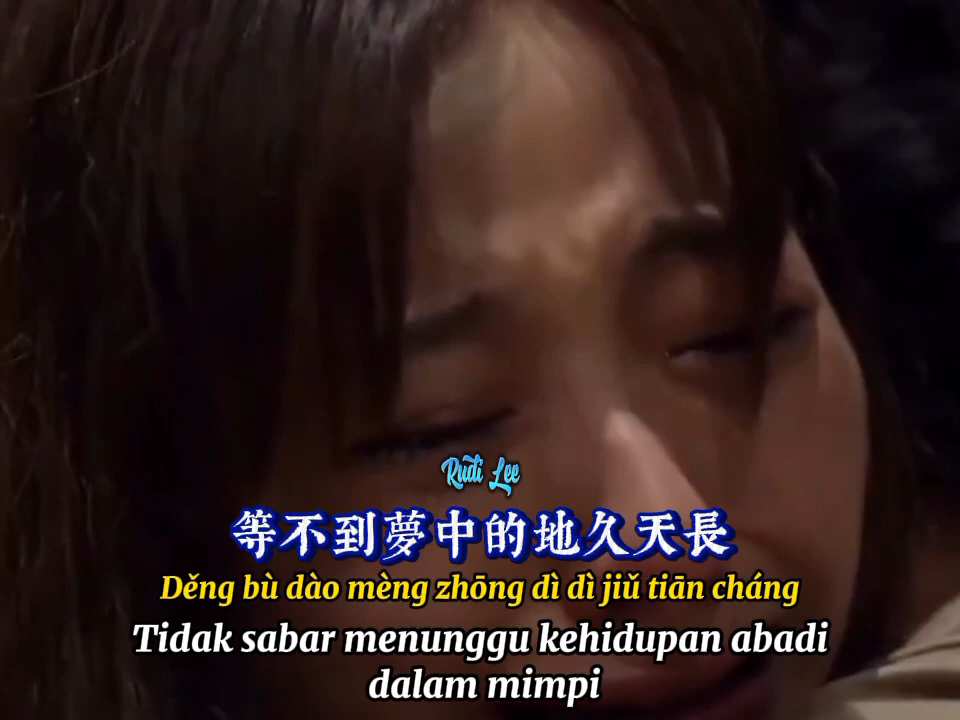 Rudi Lee
等不到夢中的地久天長
Děng bù dào mèng zhōng dì dì jiǔ tiān cháng
Tidak sabar menunggu kehidupan abadi
dalam mimpi